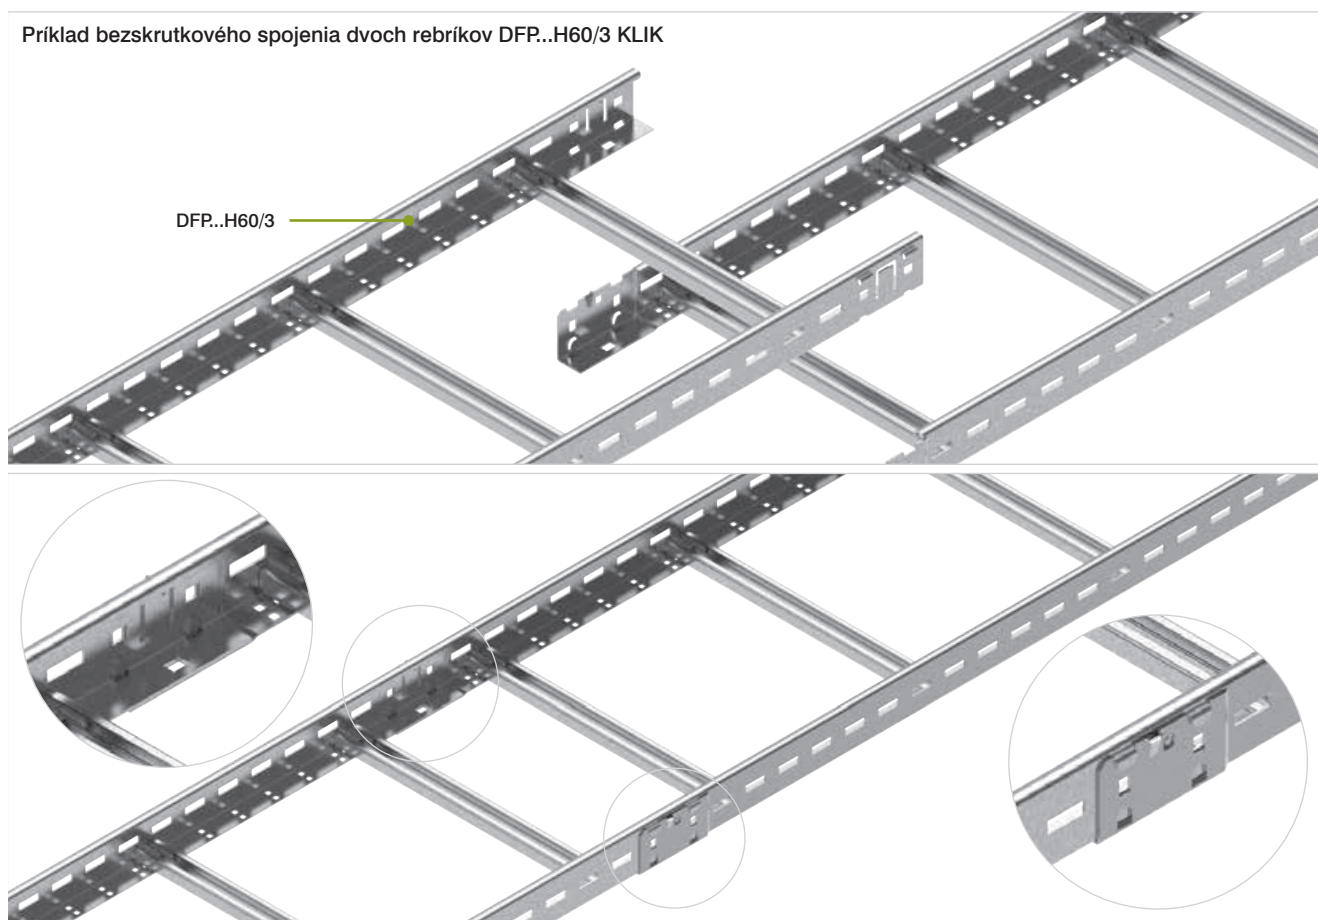 Príklad bezskrutkového spojenia dvoch rebríkov DFP...H60/3 KLIK
DFP...H60/3